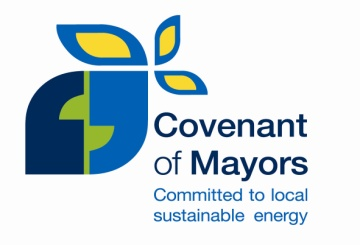 Covenant
of Mayors
Committed to local
sustainable energy